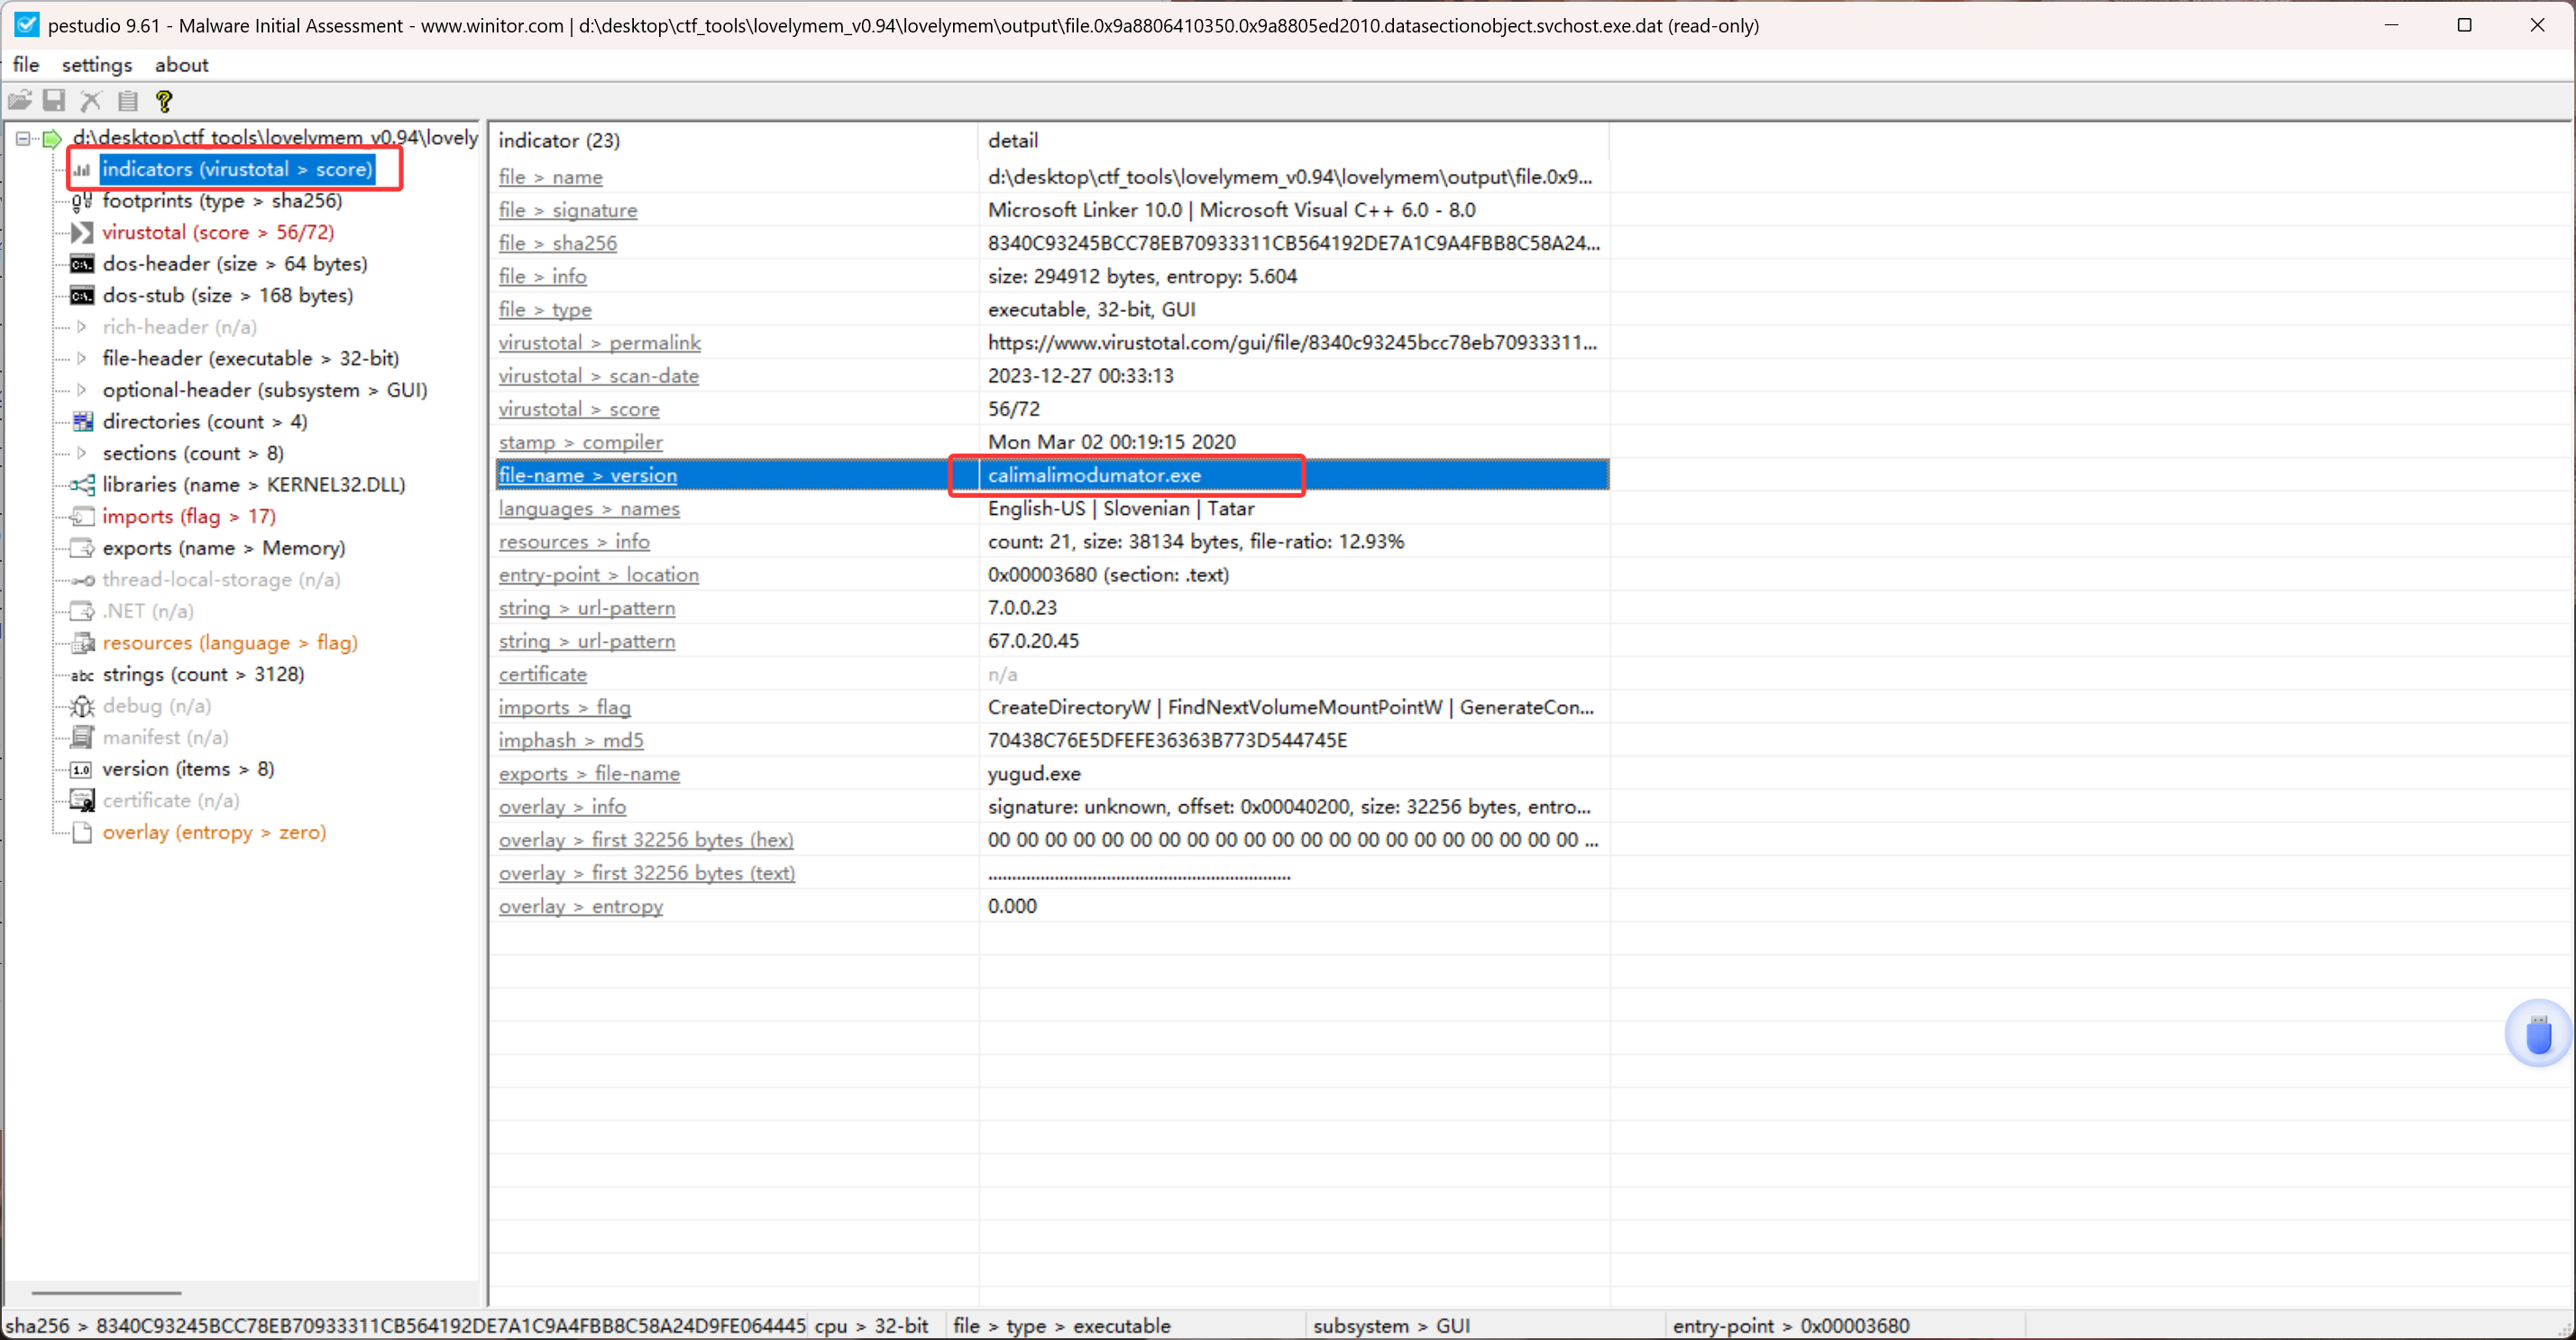 pestudio 9.61 - Malware Initial Assessment - www.winitor.com | d:\desktop\ctf_tools\lovelymem_v0.94\lovelymem\output\file.0x9a8806410350.0x9a8805ed2010.datasectionobject.svchost.exe.dat (read-only)
file settings about
d:\desktop\ctf_tools\lovelymem_v0.94\lovely
indicators (virustotal > score)
footprints (type > sha256)
virustotal (score > 56/72)
dos-header (size > 64 bytes)
dos-stub (size > 168 bytes)
rich-header (n/a)
file-header (executable > 32-bit)
optional-header (subsystem > GUI)
directories (count > 4)
sections (count > 8)
libraries (name > KERNEL32.DLL)
imports (flag > 17)
exports (name > Memory)
thread-local-storage (n/a)
.NET (n/a)
resources (language > flag)
abc strings (count > 3128)
debug (n/a)
manifest (n/a)
1.0 version (items > 8)
certificate (n/a)
overlay (entropy > zero)
indicator (23) detail
file > name d:\desktop\ctf_tools\lovelymem_v0.94\lovelymem\output\file.0x9...
file > signature Microsoft Linker 10.0 | Microsoft Visual C++ 6.0 - 8.0
file > sha256 8340C93245BCC78EB70933311CB564192DE7A1C9A4FBB8C58A24...
file > info size: 294912 bytes, entropy: 5.604
file > type executable, 32-bit, GUI
virustotal > permalink https://www.virustotal.com/gui/file/8340c93245bcc78eb70933311...
virustotal > scan-date 2023-12-27 00:33:13
virustotal > score 56/72
stamp > compiler Mon Mar 02 00:19:15 2020
file-name > version calimalimodumator.exe
languages > names English-US | Slovenian | Tatar
resources > info count: 21, size: 38134 bytes, file-ratio: 12.93%
entry-point > location 0x00003680 (section: .text)
string > url-pattern 7.0.0.23
string > url-pattern 67.0.20.45
certificate n/a
imports > flag CreateDirectoryW | FindNextVolumeMountPointW | GenerateCon...
imphash > md5 70438C76E5DFEFE36363B773D544745E
exports > file-name yugud.exe
overlay > info signature: unknown, offset: 0x00040200, size: 32256 bytes, entro...
overlay > first 32256 bytes (hex) 00 00 00 00 00 00 00 00 00 00 00 00 00 00 00 00 00 00 00 00 00 ...
overlay > first 32256 bytes (text) ................................................................
overlay > entropy 0.000
sha256 > 8340C93245BCC78EB70933311CB564192DE7A1C9A4FBB8C58A24D9FE064445 cpu > 32-bit file > type > executable subsystem > GUI entry-point > 0x00003680